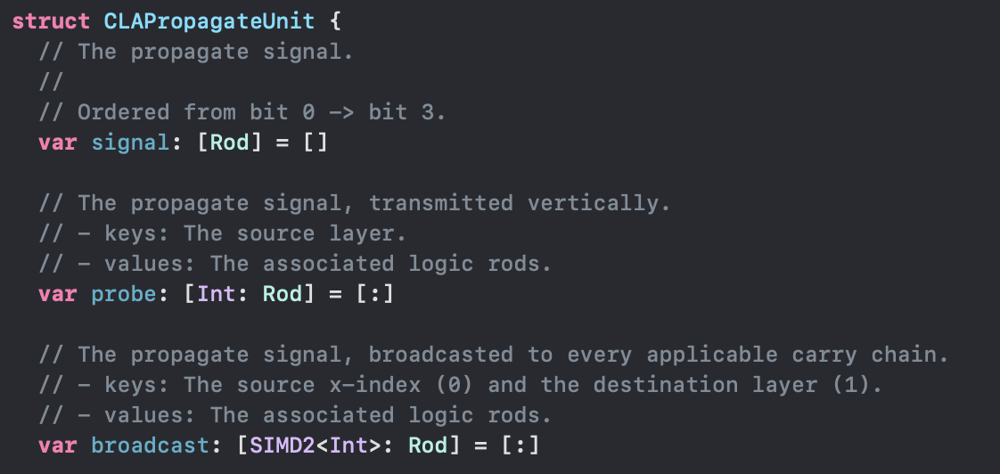 struct CLAPropagateUnit {
// The propagate signal.
//
// Ordered from bit 0 -> bit 3.
var signal: [Rod] = []
// The propagate signal, transmitted vertically.
// - keys: The source layer.
// - values: The associated logic rods.
var probe: [Int: Rod] = [:]
// The propagate signal, broadcasted to every applicable carry chain.
// - keys: The source x-index (0) and the destination layer (1).
// - values: The associated logic rods.
var broadcast: [SIMD2<Int>: Rod] = [:]